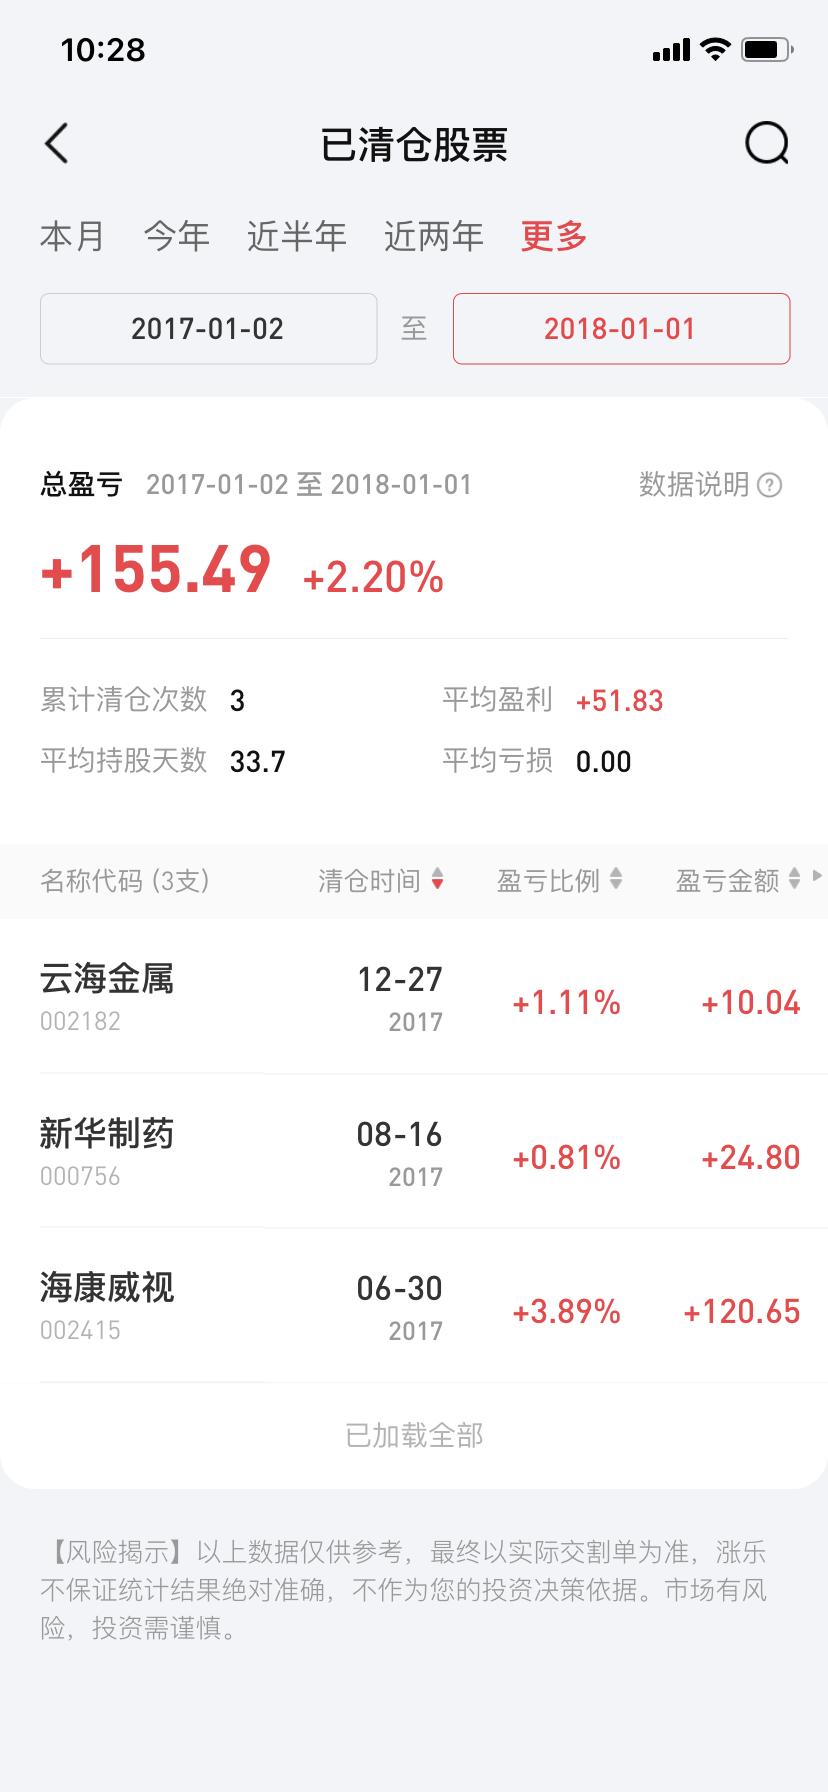 10:28
已清仓股票
本月 今年 近半年 近两年 更多
2017-01-02 至 2018-01-01
总盈亏 2017-01-02 至 2018-01-01 数据说明 ?
+155.49 +2.20%
累计清仓次数 3 平均盈利 +51.83
平均持股天数 33.7 平均亏损 0.00
名称代码 (3支) 清仓时间 盈亏比例 盈亏金额
云海金属 12-27 +1.11% +10.04
002182 2017
新华制药 08-16 +0.81% +24.80
000756 2017
海康威视 06-30 +3.89% +120.65
002415 2017
已加载全部
【风险揭示】以上数据仅供参考，最终以实际交割单为准，涨乐
不保证统计结果绝对准确，不作为您的投资决策依据。市场有风
险，投资需谨慎。